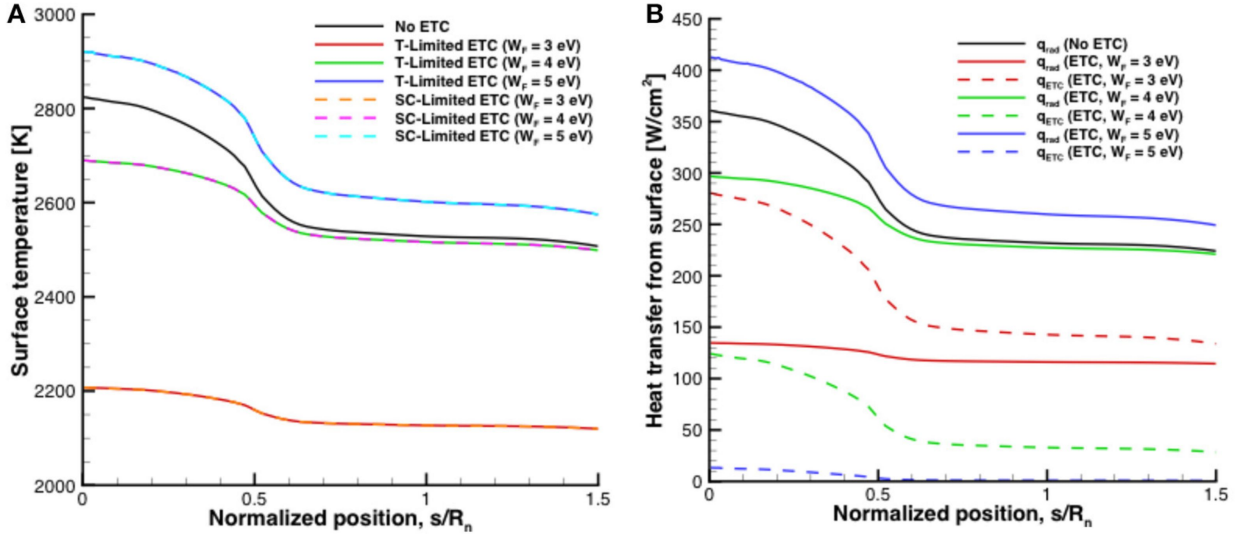 A
Surface temperature [K]
3000
2800
2600
2400
2200
2000
No ETC
T-Limited ETC (W_F = 3 eV)
T-Limited ETC (W_F = 4 eV)
T-Limited ETC (W_F = 5 eV)
SC-Limited ETC (W_F = 3 eV)
SC-Limited ETC (W_F = 4 eV)
SC-Limited ETC (W_F = 5 eV)
0 0.5 1 1.5
Normalized position, s/R_n
B
Heat transfer from surface [W/cm²]
450
400
350
300
250
200
150
100
50
0
q_rad (No ETC)
q_rad (ETC, W_F = 3 eV)
q_ETC (ETC, W_F = 3 eV)
q_rad (ETC, W_F = 4 eV)
q_ETC (ETC, W_F = 4 eV)
q_rad (ETC, W_F = 5 eV)
q_ETC (ETC, W_F = 5 eV)
0 0.5 1 1.5
Normalized position, s/R_n